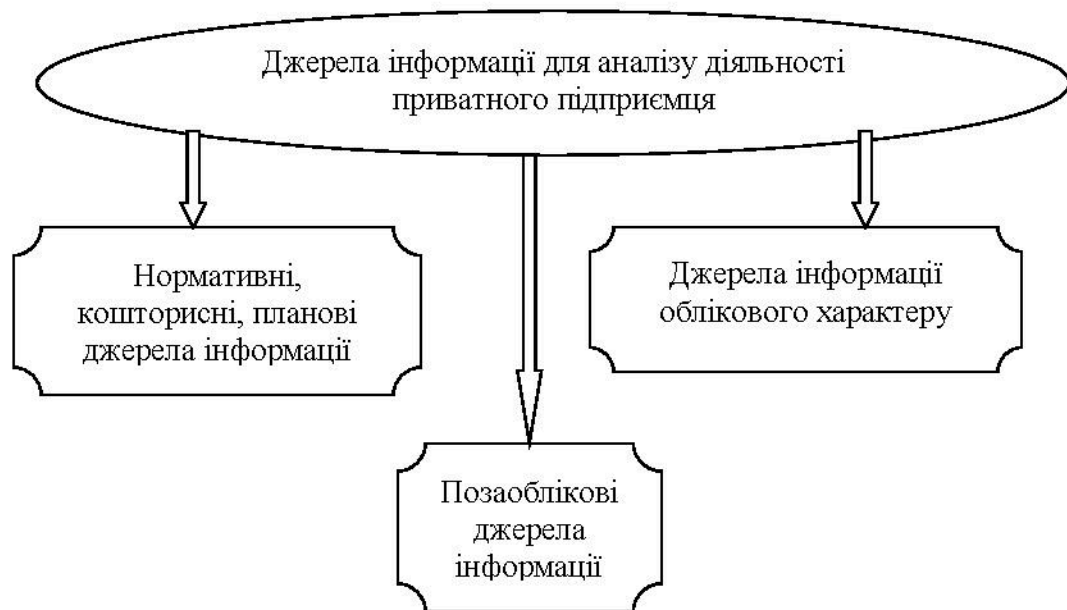 Джерела інформації для аналізу діяльності
приватного підприємця
Нормативні,
кошторисні, планові
джерела інформації
Джерела інформації
облікового характеру
Позаоблікові
джерела
інформації